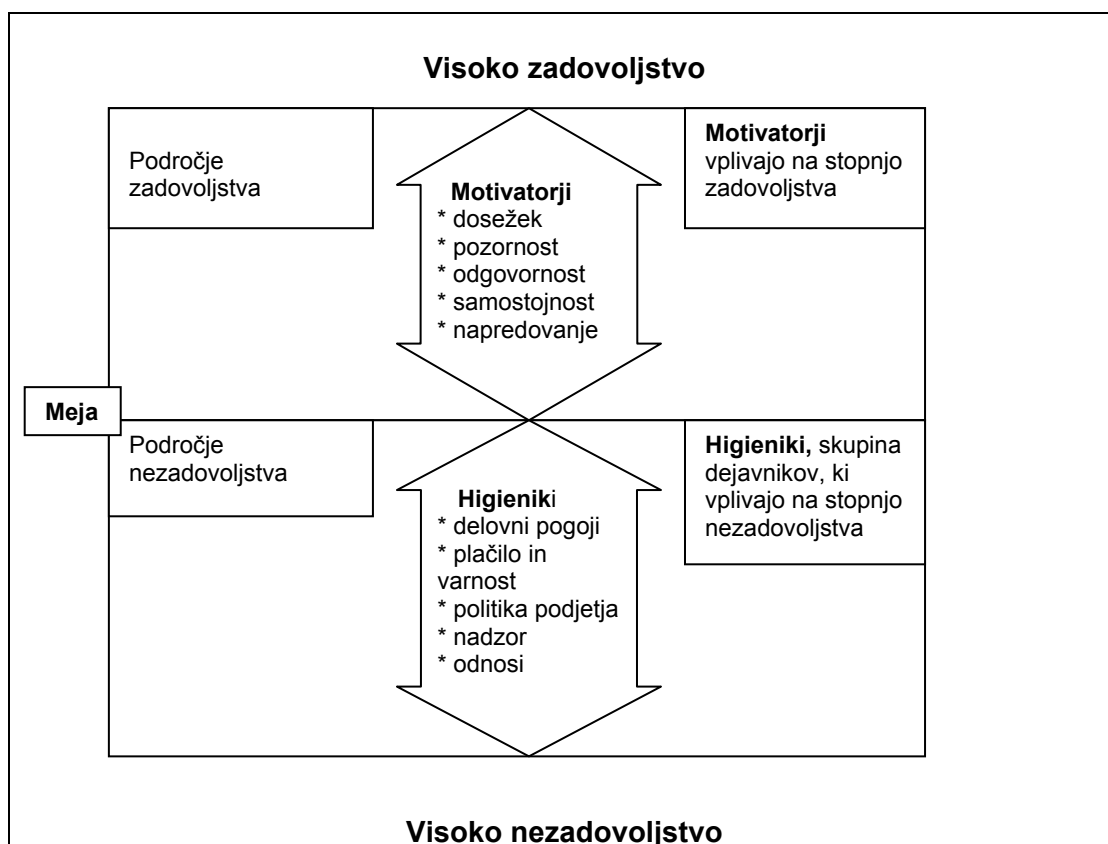 Visoko zadovoljstvo
Področje
zadovoljstva
Motivatorji
* dosežek
* pozornost
* odgovornost
* samostojnost
* napredovanje
Motivatorji
vplivajo na stopnjo
zadovoljstva
Meja
Področje
nezadovoljstva
Higieniki
* delovni pogoji
* plačilo in
varnost
* politika podjetja
* nadzor
* odnosi
Higieniki, skupina
dejavnikov, ki
vplivajo na stopnjo
nezadovoljstva
Visoko nezadovoljstvo